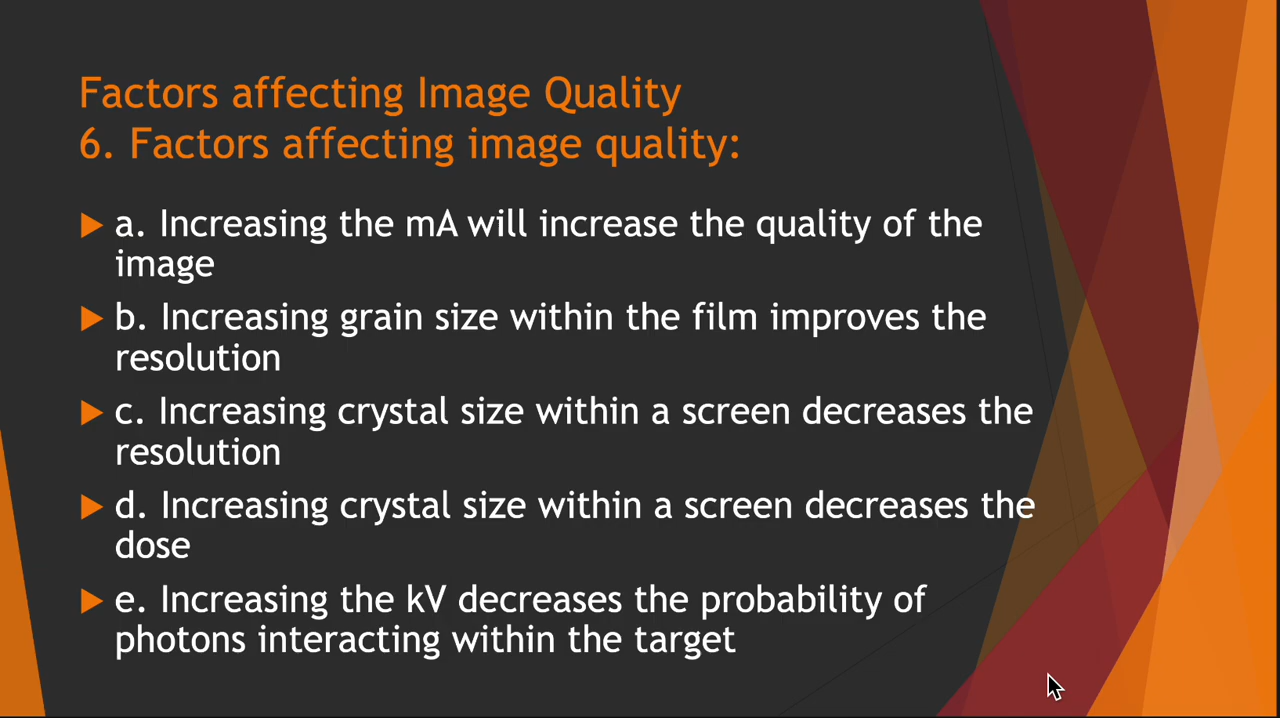 Factors affecting Image Quality
6. Factors affecting image quality:
a. Increasing the mA will increase the quality of the
image
b. Increasing grain size within the film improves the
resolution
c. Increasing crystal size within a screen decreases the
resolution
d. Increasing crystal size within a screen decreases the
dose
e. Increasing the kV decreases the probability of
photons interacting within the target